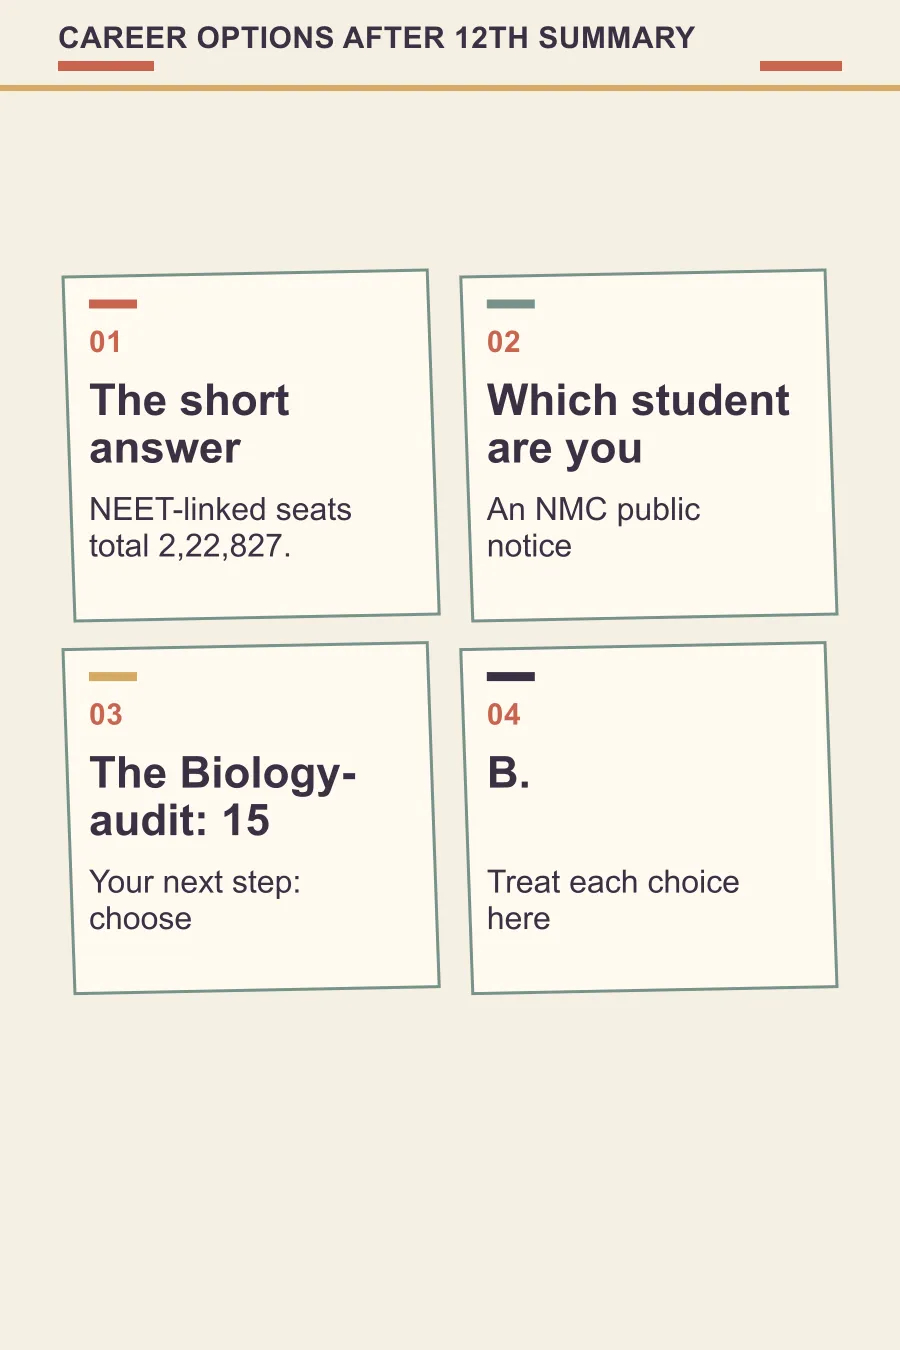 CAREER OPTIONS AFTER 12TH SUMMARY
01
The short
answer
NEET-linked seats
total 2,22,827.
02
Which student
are you
An NMC public
notice
03
The Biology-
audit: 15
Your next step:
choose
04
B.
Treat each choice
here